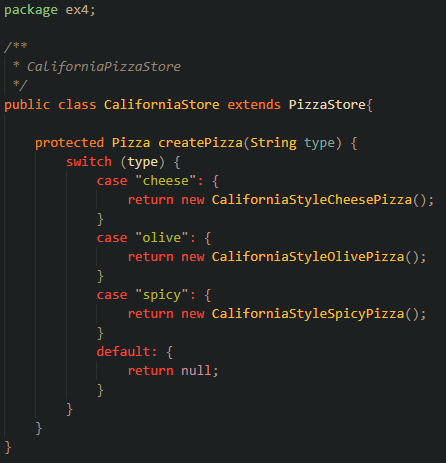 package ex4;

/**
 * CaliforniaPizzaStore
 */
public class CaliforniaStore extends PizzaStore{

    protected Pizza createPizza(String type) {
        switch (type) {
            case "cheese": {
                return new CaliforniaStyleCheesePizza();
            }
            case "olive": {
                return new CaliforniaStyleOlivePizza();
            }
            case "spicy": {
                return new CaliforniaStyleSpicyPizza();
            }
            default: {
                return null;
            }
        }
    }
}